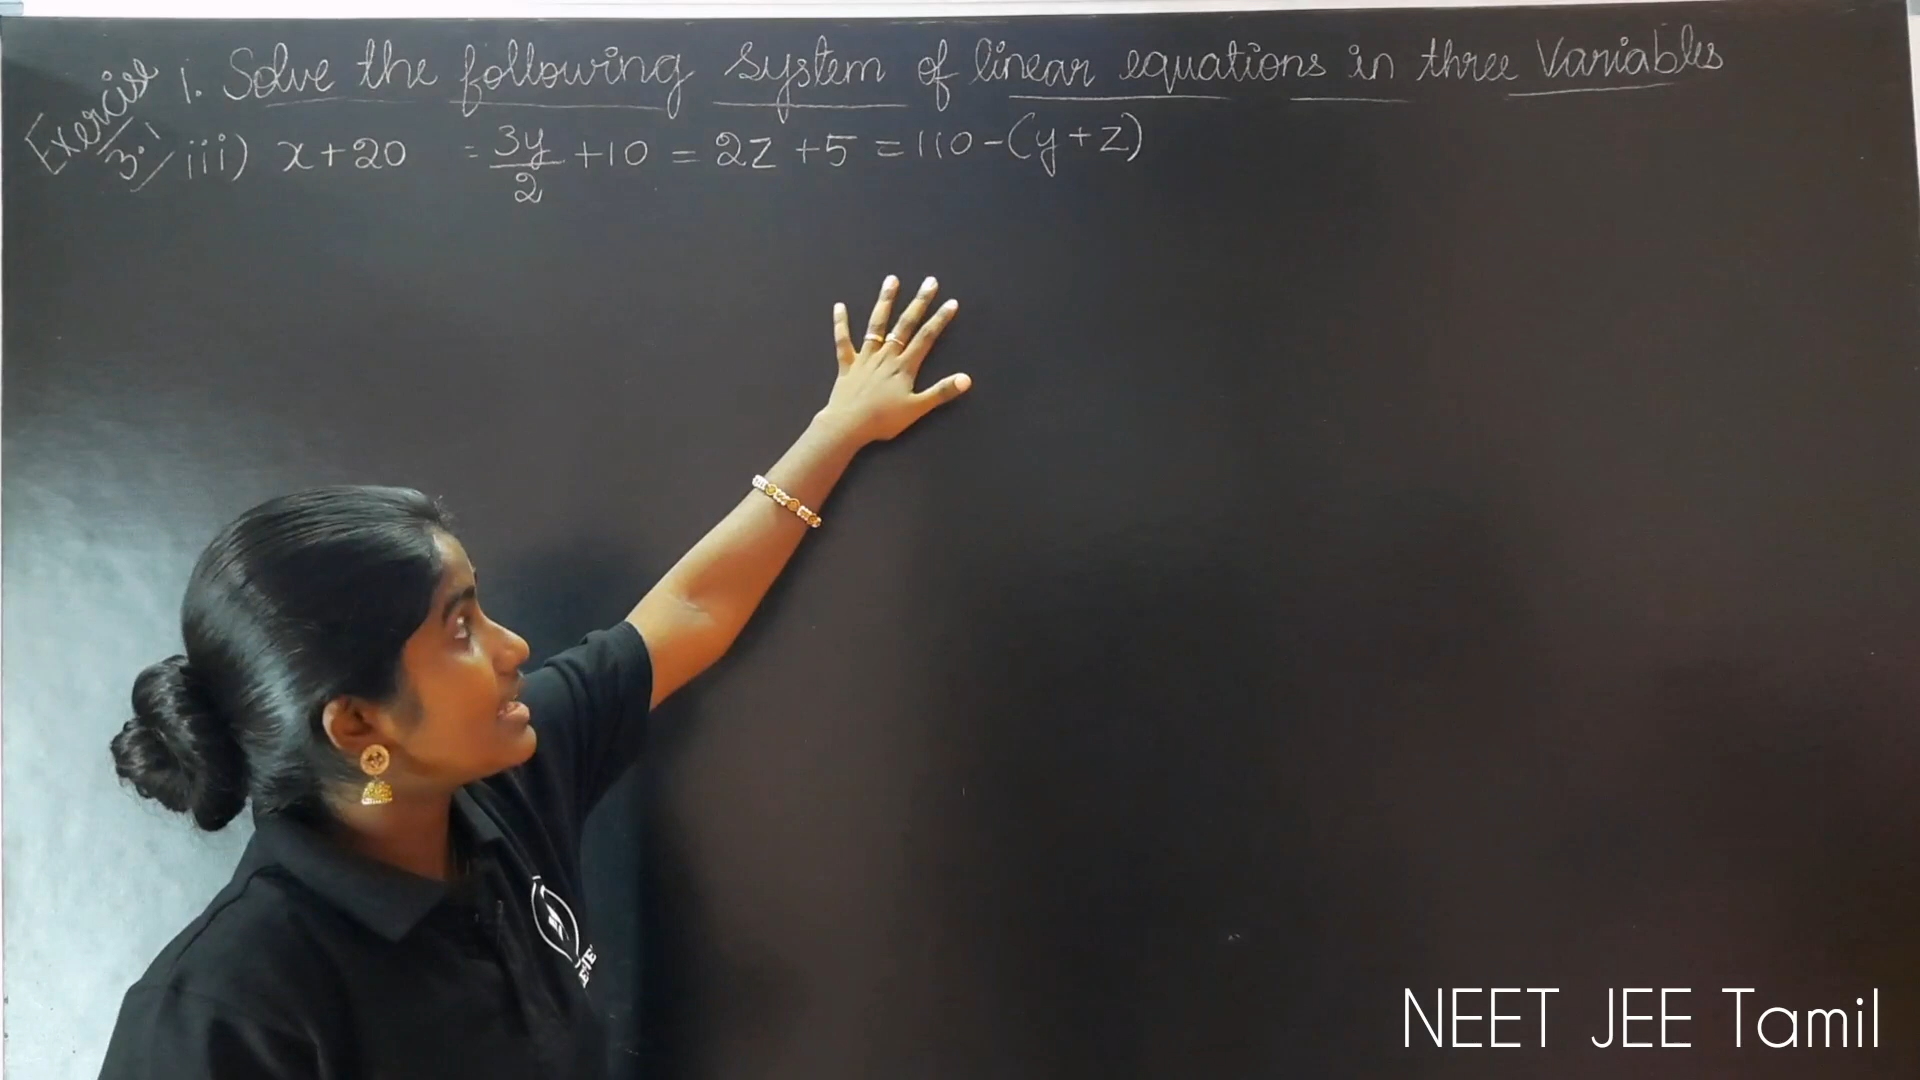 Exercise 3.1
1. Solve the following system of linear equations in three Variables
iii) x+20 = 3y/2 +10 = 2z +5 = 110-(y+z)
NEET JEE Tamil